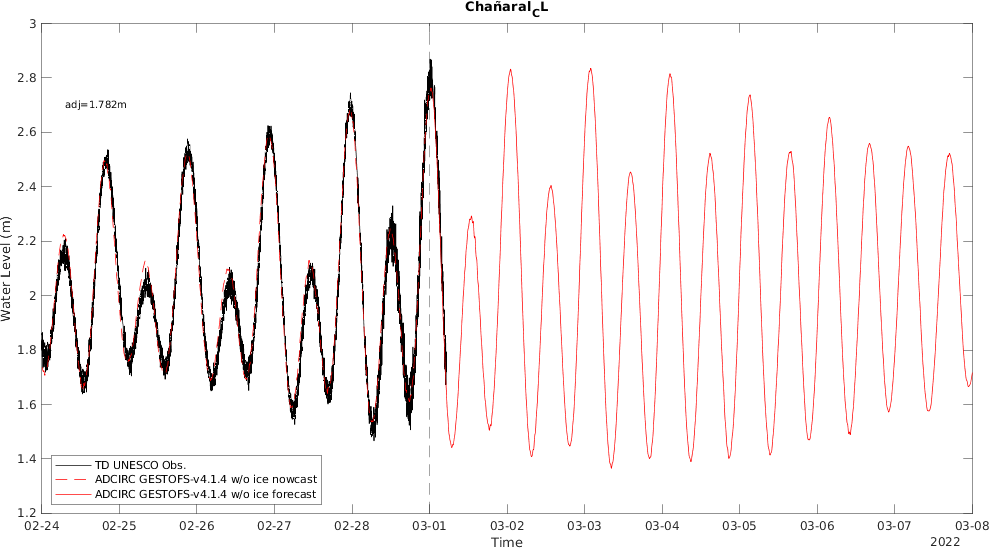 Chañaral_CL
3
2.8
2.6
2.4
2.2
2
1.8
1.6
1.4
1.2
Water Level (m)
adj=1.782m
TD UNESCO Obs.
ADCIRC GESTOFS-v4.1.4 w/o ice nowcast
ADCIRC GESTOFS-v4.1.4 w/o ice forecast
02-24 02-25 02-26 02-27 02-28 03-01 03-02 03-03 03-04 03-05 03-06 03-07 03-08
Time
2022